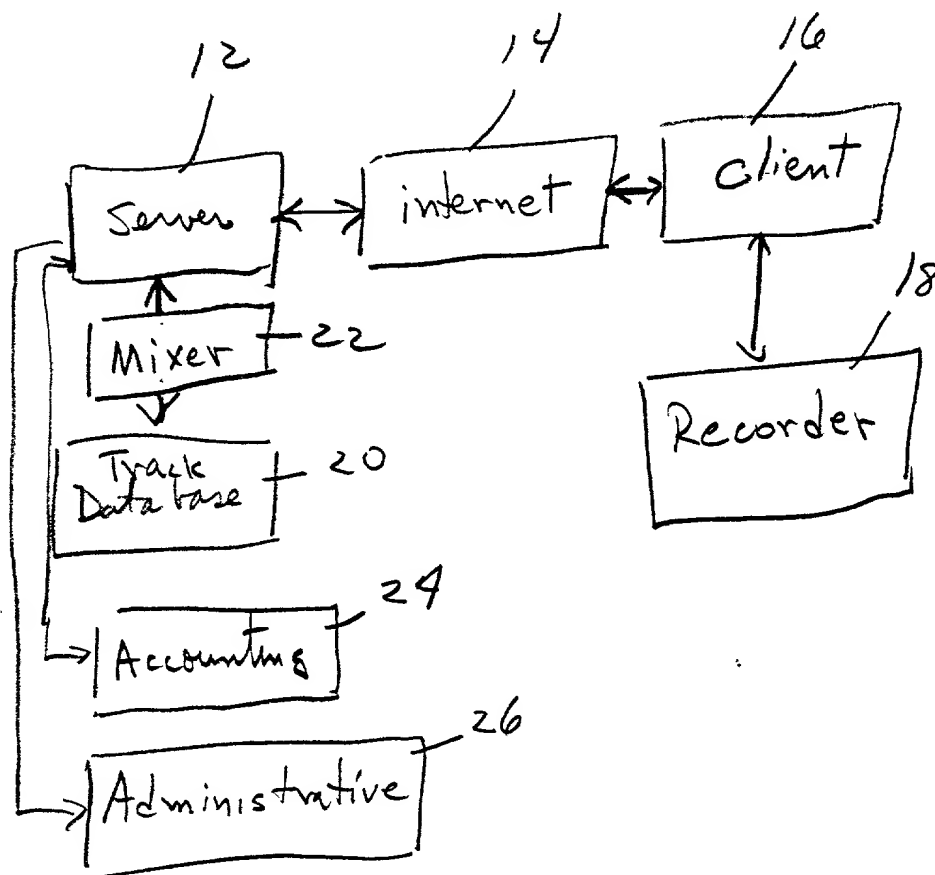 12
14
16
Server
internet
Client
18
Mixer
22
Recorder
Track
Database
20
24
Accounting
26
Administrative